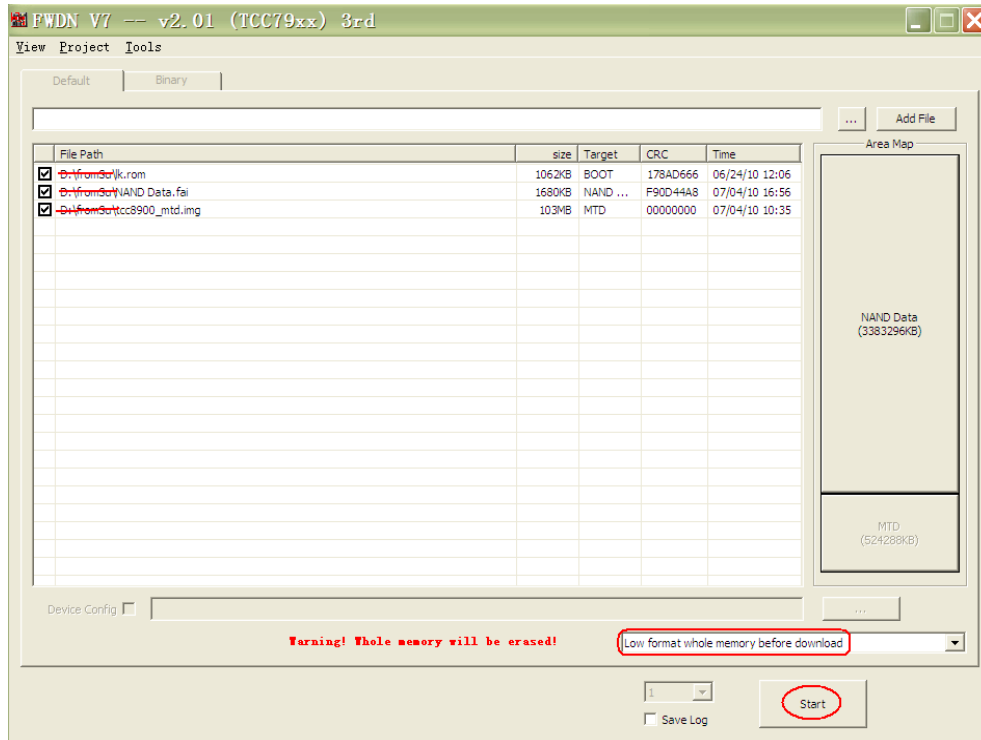 FWDN V7 -- v2.01 (TCC79xx) 3rd
View Project Tools
Default Binary
... Add File
File Path size Target CRC Time Area Map
D:\fromSu\lk.rom 1062KB BOOT 178AD666 06/24/10 12:06
D:\fromSu\NAND Data.fai 1680KB NAND ... F90D44A8 07/04/10 16:56
D:\fromSu\tcc8900_mtd.img 103MB MTD 00000000 07/04/10 10:35
NAND Data
(3383296KB)
MTD
(524288KB)
Device Config ...
Warning! Whole memory will be erased! Low format whole memory before download
1
Start
Save Log